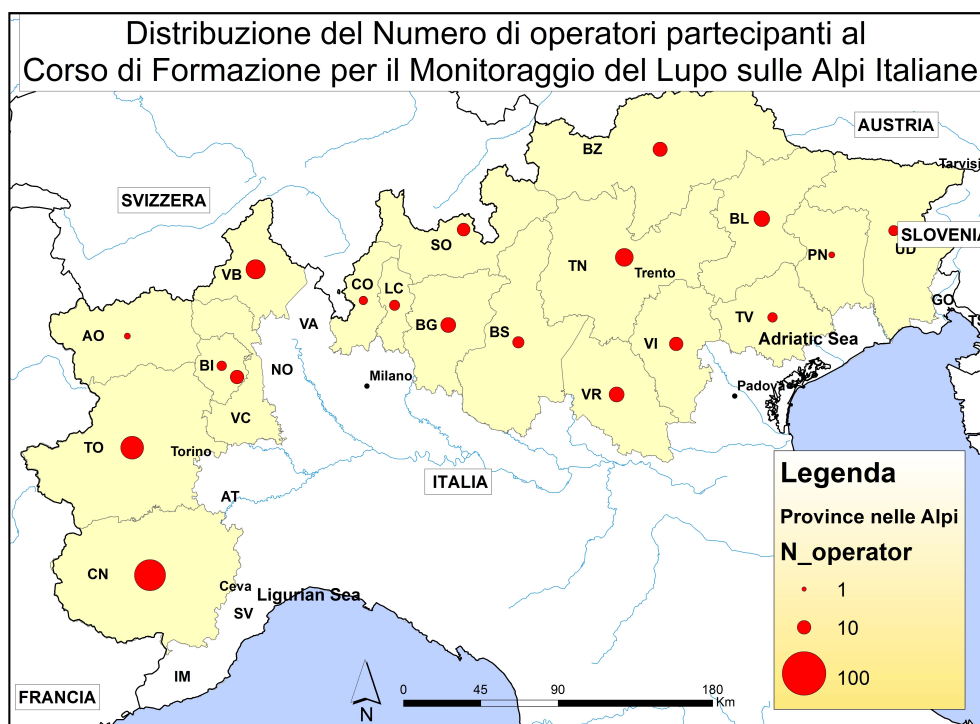 Distribuzione del Numero di operatori partecipanti al
Corso di Formazione per il Monitoraggio del Lupo sulle Alpi Italiane
AUSTRIA
BZ
Tarvisi
SVIZZERA
BL
SLOVENIA
SO
PN
UD
TN
Trento
VB
CO
LC
GO
AO
VA
BG
BS
TV
TS
Adriatic Sea
VI
BI
NO
Milano
Padova
VR
VC
TO
Torino
ITALIA
AT
CN
Ceva
Ligurian Sea
SV
IM
FRANCIA
N
0 45 90 180
Km
Legenda
Province nelle Alpi
N_operator
1
10
100